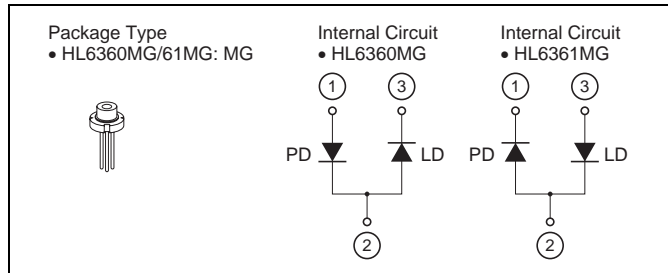 Package Type
• HL6360MG/61MG: MG
Internal Circuit
• HL6360MG
1 3
PD LD
2
Internal Circuit
• HL6361MG
1 3
PD LD
2